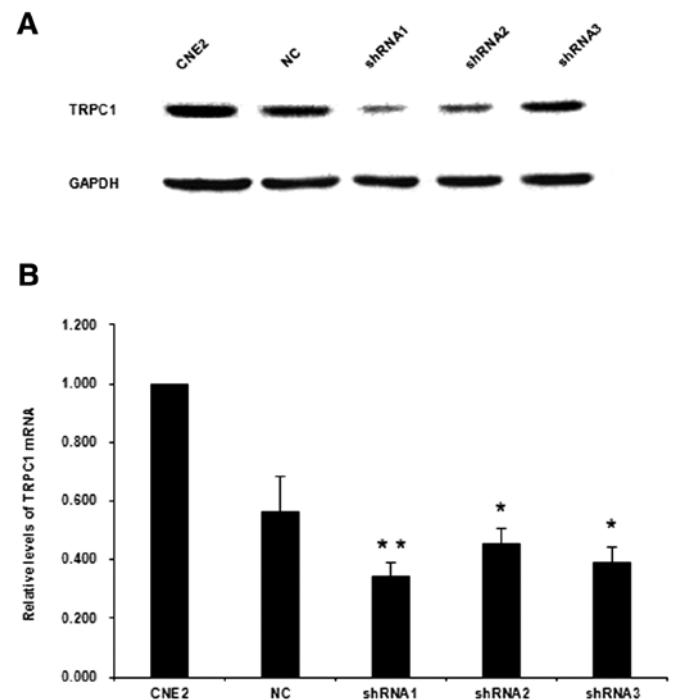 A
CNE2 NC shRNA1 shRNA2 shRNA3
TRPC1
GAPDH
B
Relative levels of TRPC1 mRNA
1.200
1.000
0.800
0.600
0.400
0.200
0.000
** * *
CNE2 NC shRNA1 shRNA2 shRNA3